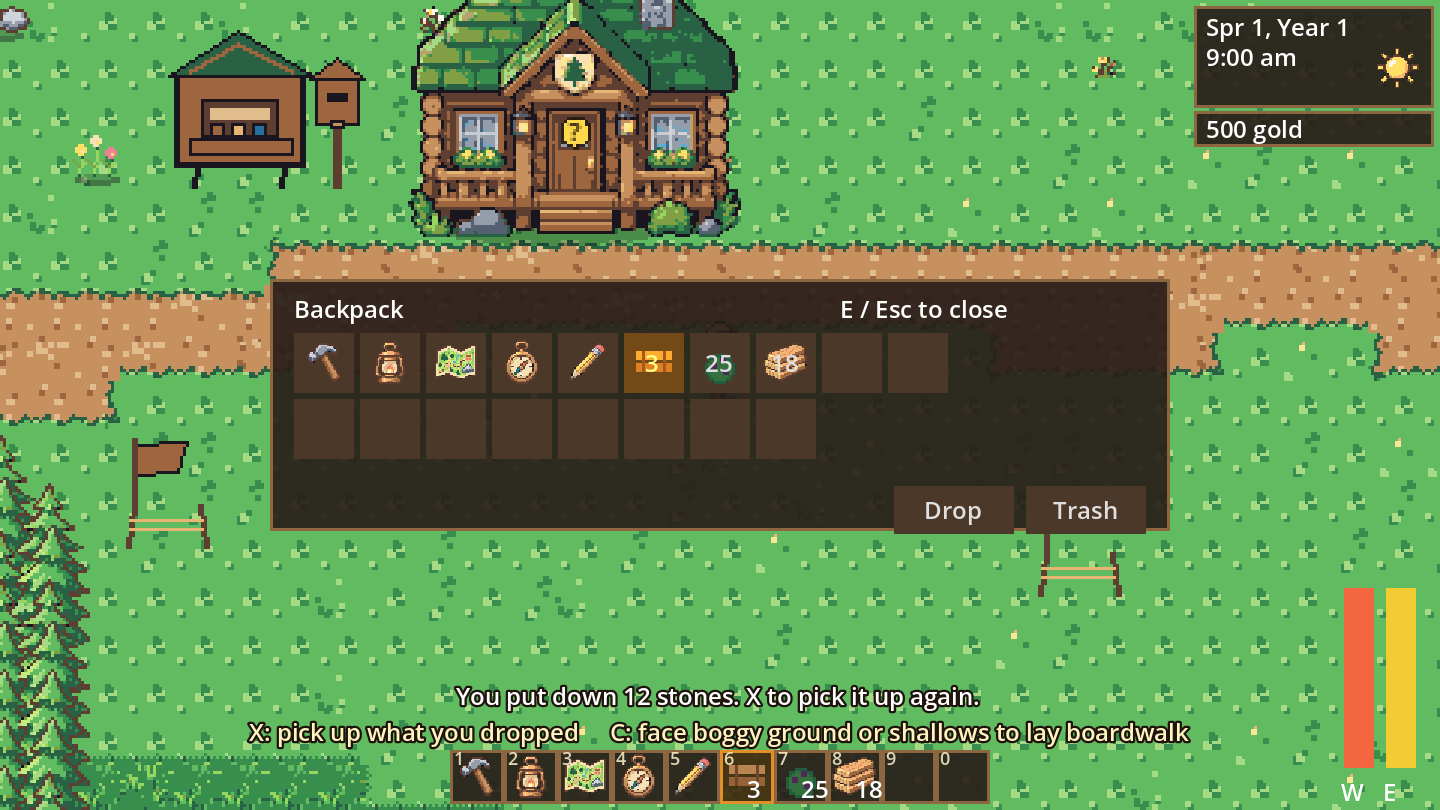 Spr 1, Year 1
9:00 am
500 gold
?
Backpack
E / Esc to close
3
25
18
Drop
Trash
You put down 12 stones. X to pick it up again.
X: pick up what you dropped C: face boggy ground or shallows to lay boardwalk
1 2 3 4 5 6 7 8 9 0
3 25 18
W E